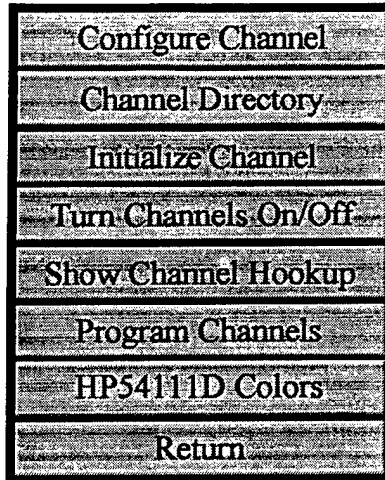 Configure Channel
Channel Directory
Initialize Channel
Turn Channels On/Off
Show Channel Hookup
Program Channels
HP54111D Colors
Return